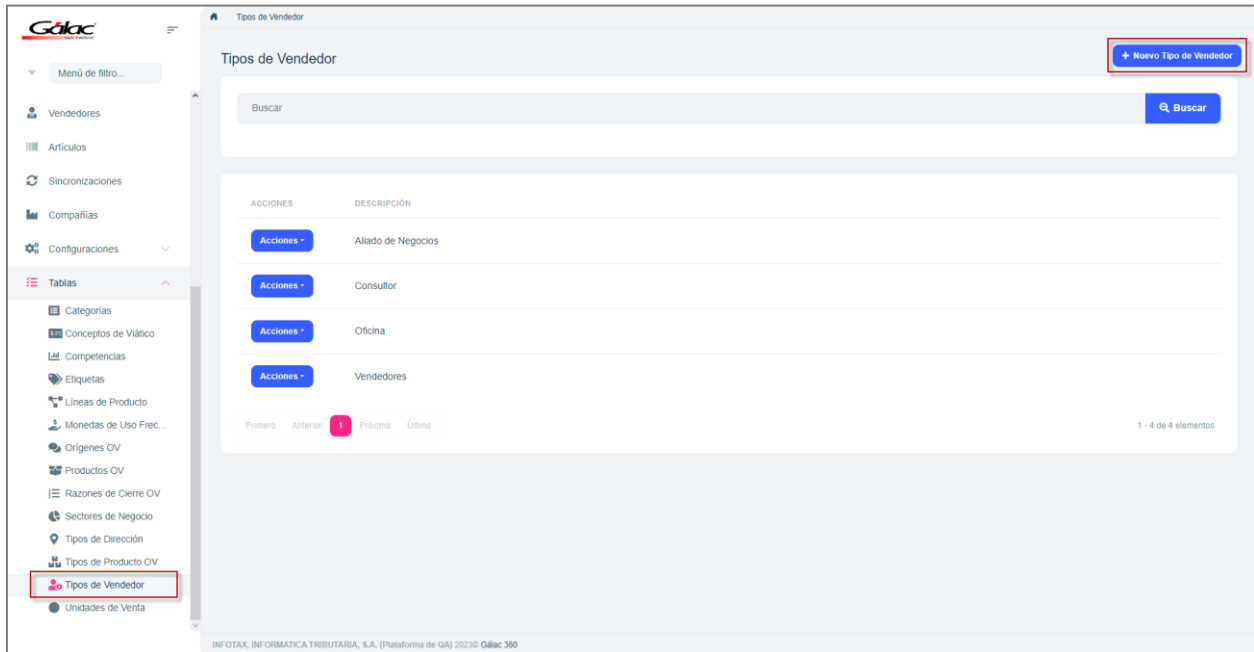 Gálac
SOFTWARE
Menú de filtro...
Vendedores
Artículos
Sincronizaciones
Compañías
Configuraciones
Tablas
Categorías
Conceptos de Viático
Competencias
Etiquetas
Líneas de Producto
Monedas de Uso Frec...
Orígenes OV
Productos OV
Razones de Cierre OV
Sectores de Negocio
Tipos de Dirección
Tipos de Producto OV
Tipos de Vendedor
Unidades de Venta
Tipos de Vendedor
Tipos de Vendedor
+ Nuevo Tipo de Vendedor
Buscar
Buscar
ACCIONES DESCRIPCIÓN
Acciones Aliado de Negocios
Acciones Consultor
Acciones Oficina
Acciones Vendedores
Primero Anterior 1 Próximo Último
1 - 4 de 4 elementos
INFOTAX, INFORMATICA TRIBUTARIA, S.A. (Plataforma de QA) 2023© Gálac 360